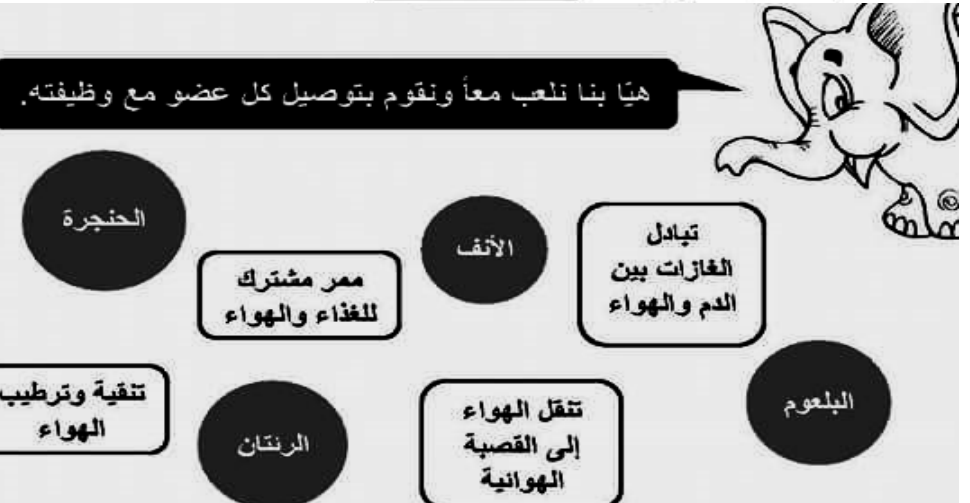 هيّا بنا نلعب معاً ونقوم بتوصيل كل عضو مع وظيفته.
الحنجرة
الأنف
تبادل
الغازات بين
الدم والهواء
ممر مشترك
للغذاء والهواء
البلعوم
تنقية وترطيب
الهواء
الرئتان
تنقل الهواء
إلى القصبة
الهوائية